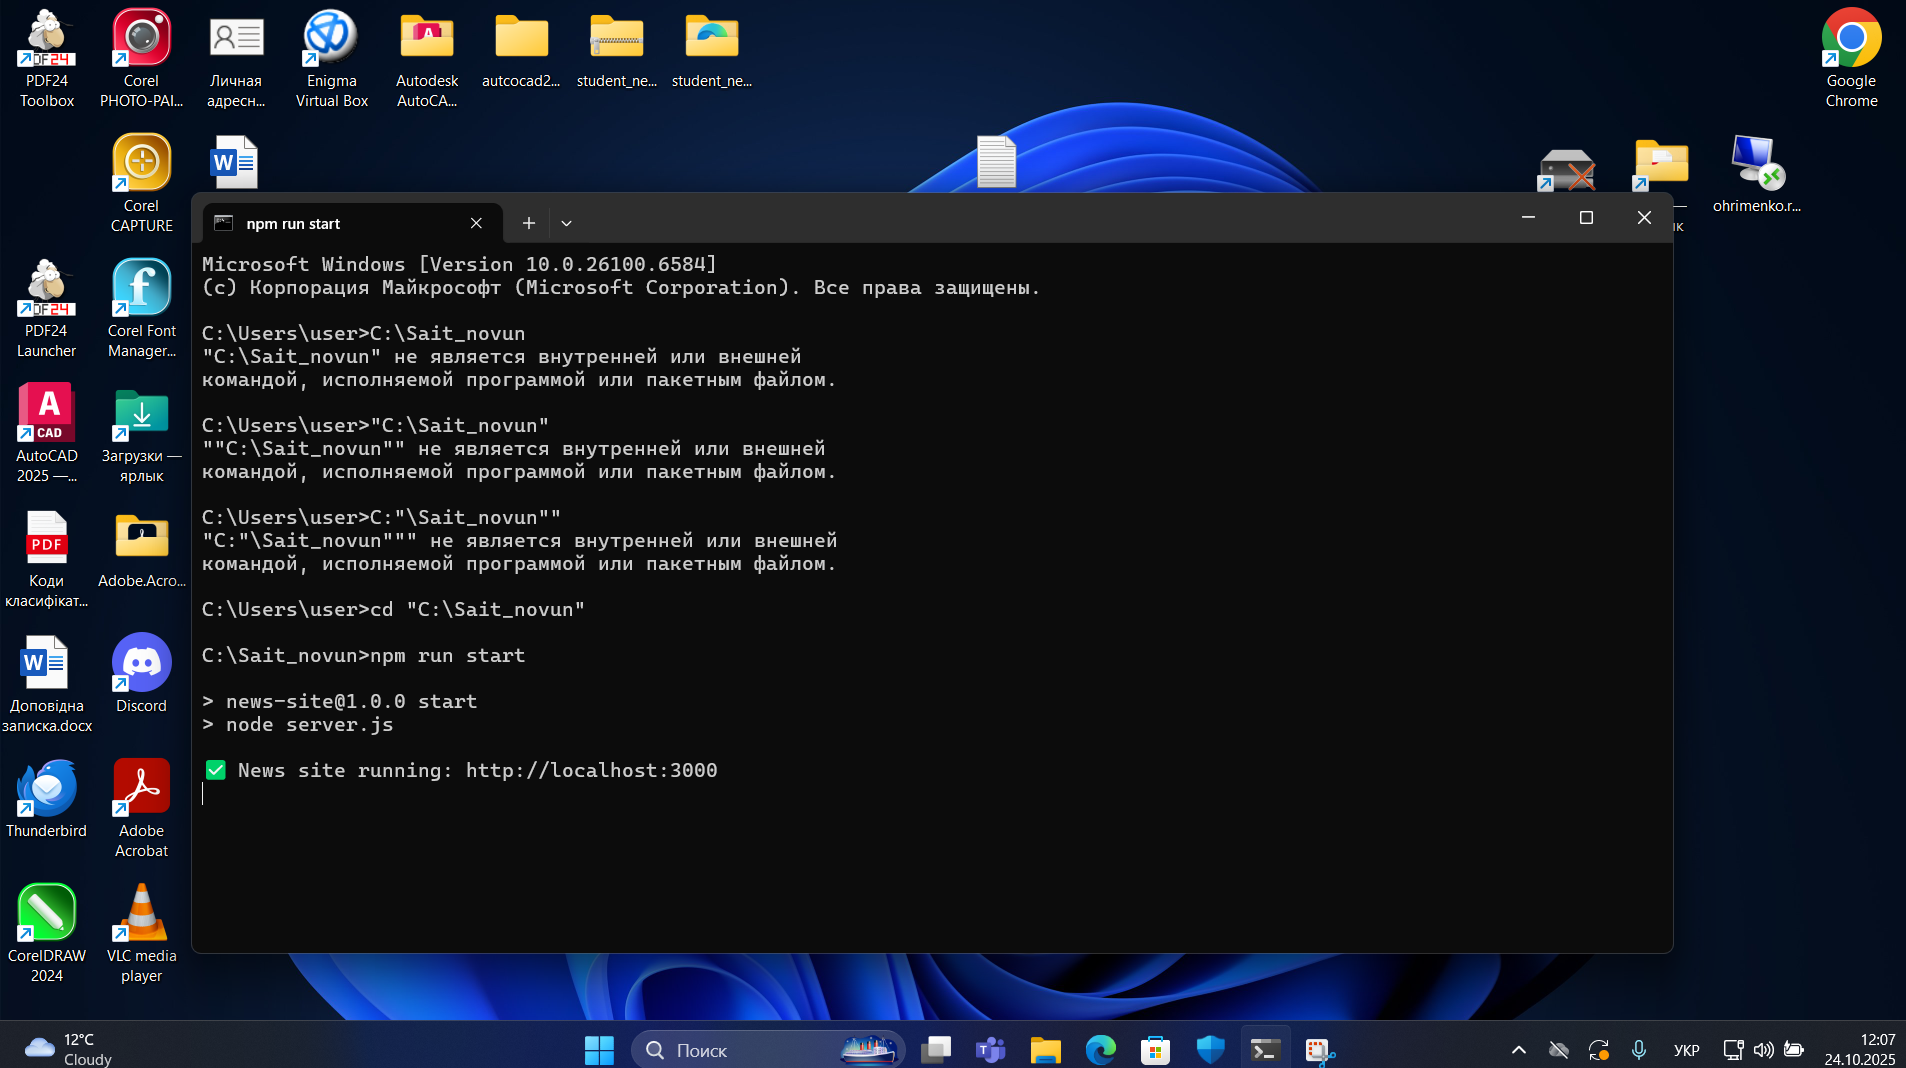 PDF24
Toolbox
Corel
PHOTO-PAI...
Личная
адресн...
Enigma
Virtual Box
Autodesk
AutoCA...
autcocad2...
student_ne...
student_ne...
Google
Chrome
Corel
CAPTURE
ohrimenko.r...
npm run start
Microsoft Windows [Version 10.0.26100.6584]
(c) Корпорация Майкрософт (Microsoft Corporation). Все права защищены.
C:\Users\user>C:\Sait_novun
"C:\Sait_novun" не является внутренней или внешней
командой, исполняемой программой или пакетным файлом.
C:\Users\user>"C:\Sait_novun"
""C:\Sait_novun"" не является внутренней или внешней
командой, исполняемой программой или пакетным файлом.
C:\Users\user>C:"\Sait_novun""
"C:"\Sait_novun""" не является внутренней или внешней
командой, исполняемой программой или пакетным файлом.
C:\Users\user>cd "C:\Sait_novun"
C:\Sait_novun>npm run start
> news-site@1.0.0 start
> node server.js
✅ News site running: http://localhost:3000
PDF24
Launcher
Corel Font
Manager...
AutoCAD
2025 —...
Загрузки —
ярлык
PDF
Коди
класифікат...
Adobe.Acro...
Доповідна
записка.docx
Discord
Thunderbird
Adobe
Acrobat
CorelDRAW
2024
VLC media
player
12°C
Cloudy
Поиск
УКР
12:07
24.10.2025